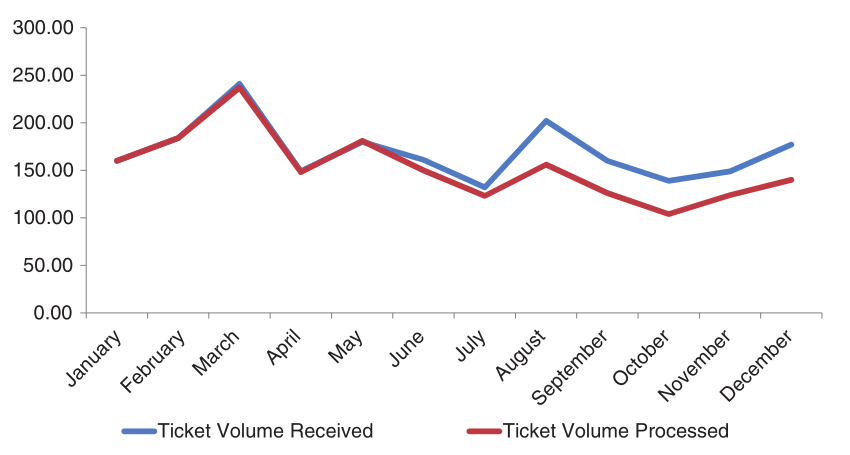 300.00
250.00
200.00
150.00
100.00
50.00
0.00
January
February
March
April
May
June
July
August
September
October
November
December
Ticket Volume Received
Ticket Volume Processed